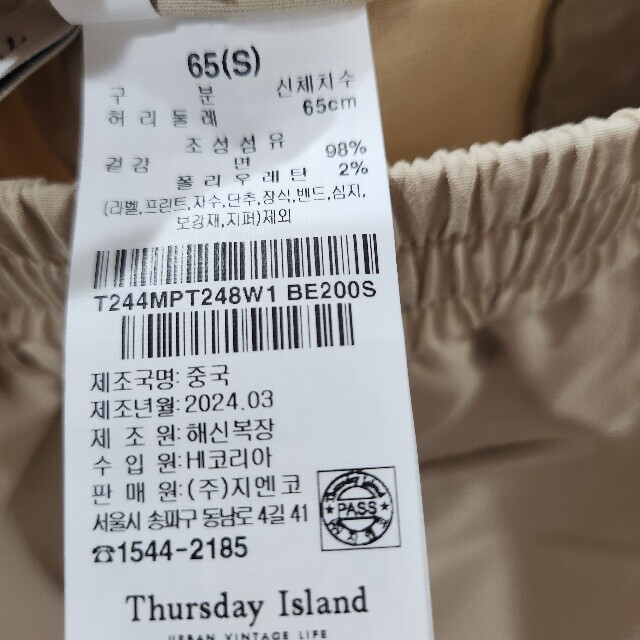 65(S)
구 분 신체치수
허리둘레 65cm
조성섬유
겉감 면 98%
폴리우레탄 2%
(라벨,프린트,자수,단추,장식,밴드,심지,
보강재,지퍼)제외
T244MPT248W1 BE200S
제조국명: 중국
제조년월: 2024.03
제 조 원: 해신복장
수 입 원: HE코리아
판 매 원: (주)지엔코
서울시 송파구 동남로 4길 41
☎1544-2185
PASS
Thursday Island
URBAN VINTAGE LIFE